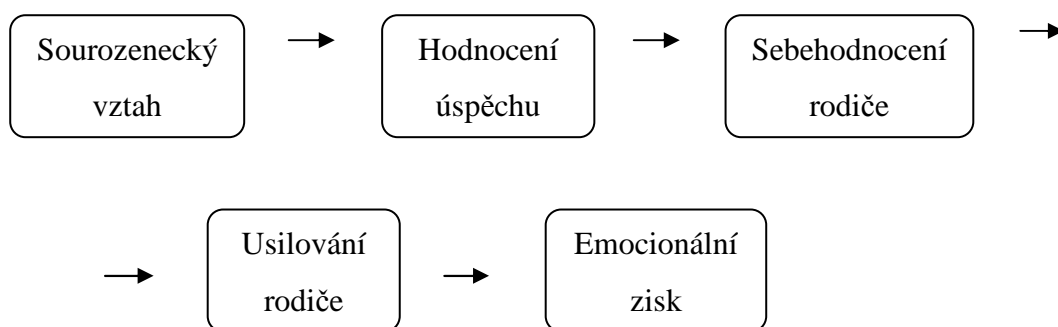 Sourozenecký
vztah
Hodnocení
úspěchu
Sebehodnocení
rodiče
Usilování
rodiče
Emocionální
zisk